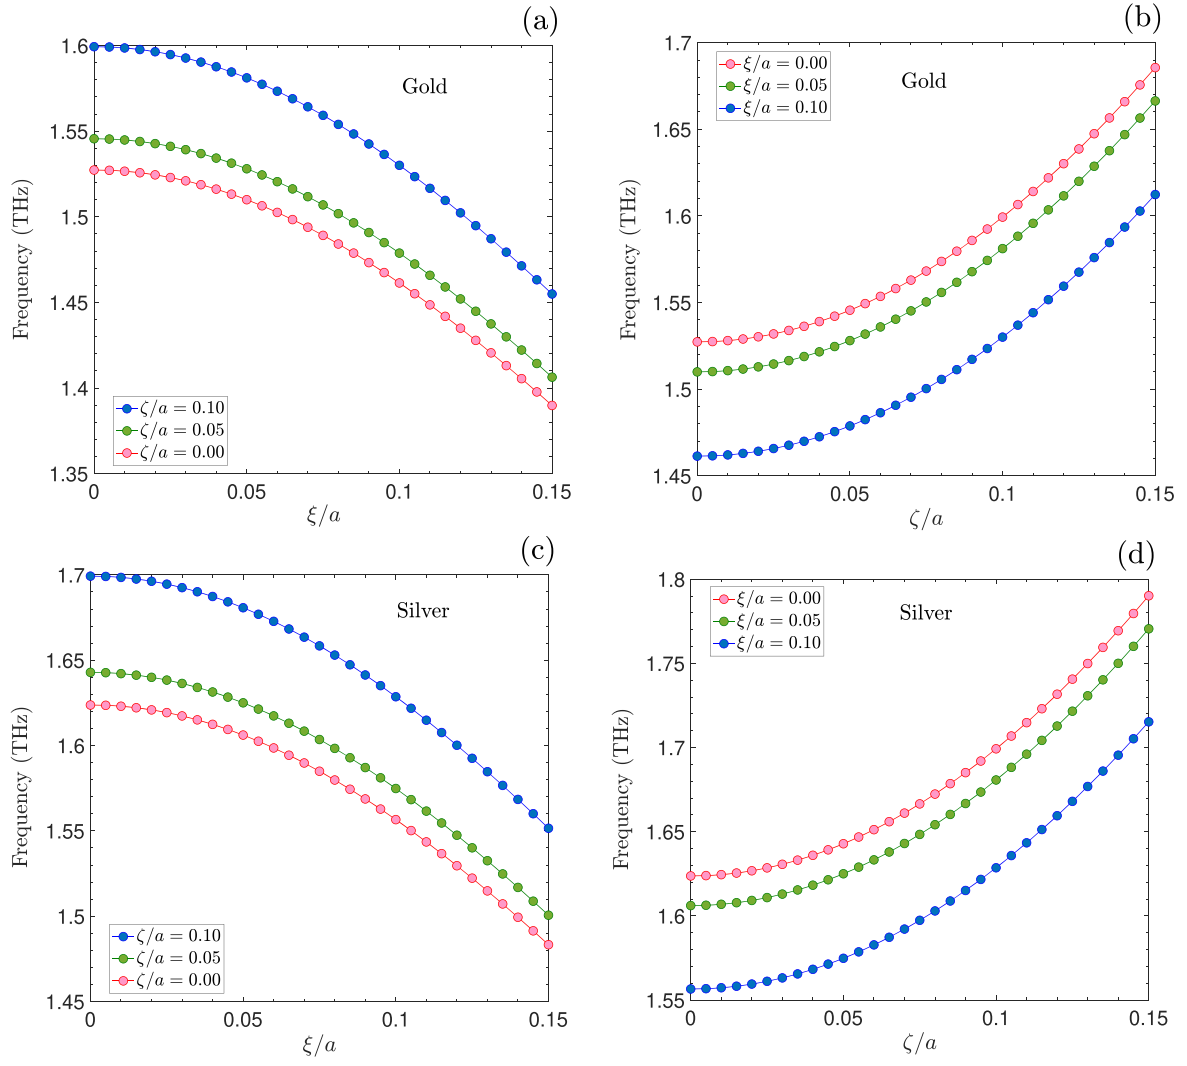 (a)
Gold
1.6
1.55
1.5
1.45
1.4
1.35
Frequency (THz)
ζ/a = 0.10
ζ/a = 0.05
ζ/a = 0.00
0 0.05 0.1 0.15
ξ/a
(b)
Gold
ξ/a = 0.00
ξ/a = 0.05
ξ/a = 0.10
1.7
1.65
1.6
1.55
1.5
1.45
Frequency (THz)
0 0.05 0.1 0.15
ζ/a
(c)
Silver
1.7
1.65
1.6
1.55
1.5
1.45
Frequency (THz)
ζ/a = 0.10
ζ/a = 0.05
ζ/a = 0.00
0 0.05 0.1 0.15
ξ/a
(d)
Silver
ξ/a = 0.00
ξ/a = 0.05
ξ/a = 0.10
1.8
1.75
1.7
1.65
1.6
1.55
Frequency (THz)
0 0.05 0.1 0.15
ζ/a